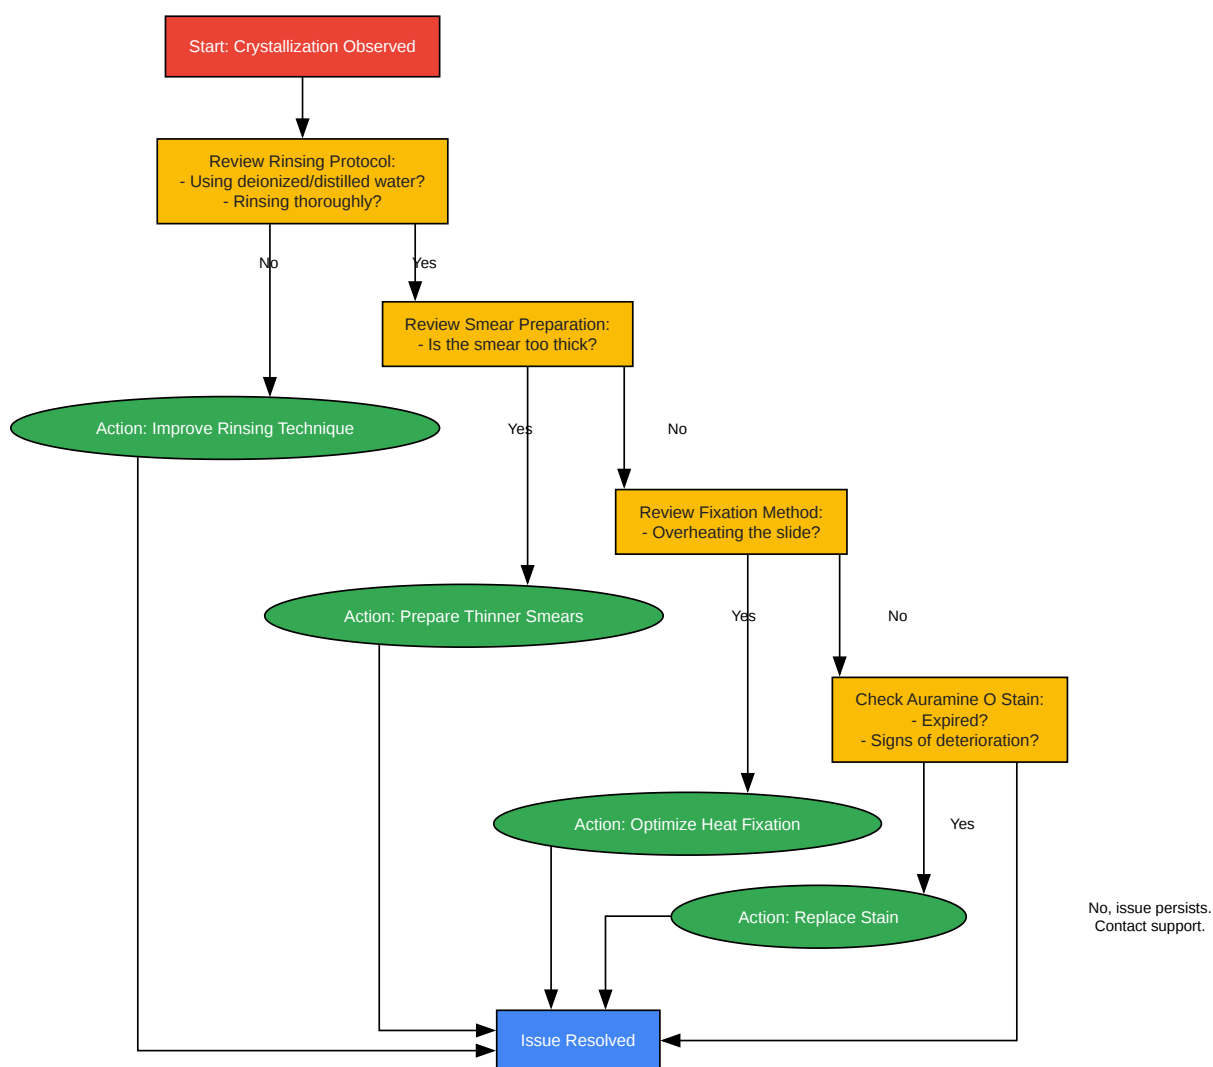 Start: Crystallization Observed
Review Rinsing Protocol:
- Using deionized/distilled water?
- Rinsing thoroughly?
No
Yes
Review Smear Preparation:
- Is the smear too thick?
Action: Improve Rinsing Technique
Yes
No
Review Fixation Method:
- Overheating the slide?
Action: Prepare Thinner Smears
Yes
No
Check Auramine O Stain:
- Expired?
- Signs of deterioration?
Action: Optimize Heat Fixation
Yes
Action: Replace Stain
No, issue persists.
Contact support.
Issue Resolved